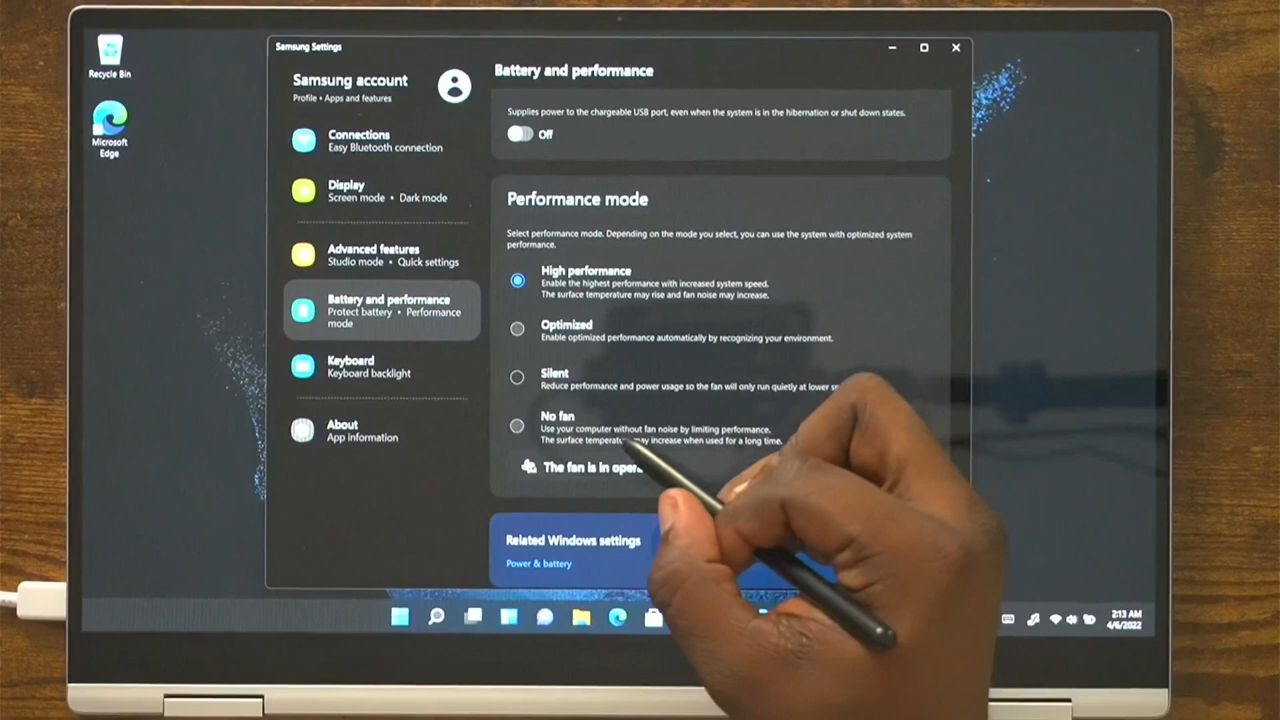 Recycle Bin
Microsoft
Edge
Samsung Settings
Samsung account
Profile • Apps and features
Connections
Easy Bluetooth connection
Display
Screen mode • Dark mode
Advanced features
Studio mode • Quick settings
Battery and performance
Protect battery • Performance
mode
Keyboard
Keyboard backlight
About
App information
Battery and performance
Supplies power to the chargeable USB port, even when the system is in the hibernation or shut down states.
Off
Performance mode
Select performance mode. Depending on the mode you select, you can use the system with optimized system
performance.
High performance
Enable the highest performance with increased system speed.
The surface temperature may rise and fan noise may increase.
Optimized
Enable optimized performance automatically by recognizing your environment.
Silent
Reduce performance and power usage so the fan will only run quietly at lower
No fan
Use your computer without fan noise by limiting performance.
The surface temperature may increase when used for a long time.
The fan is in
Related Windows settings
Power & battery
2:13 AM
4/6/2022